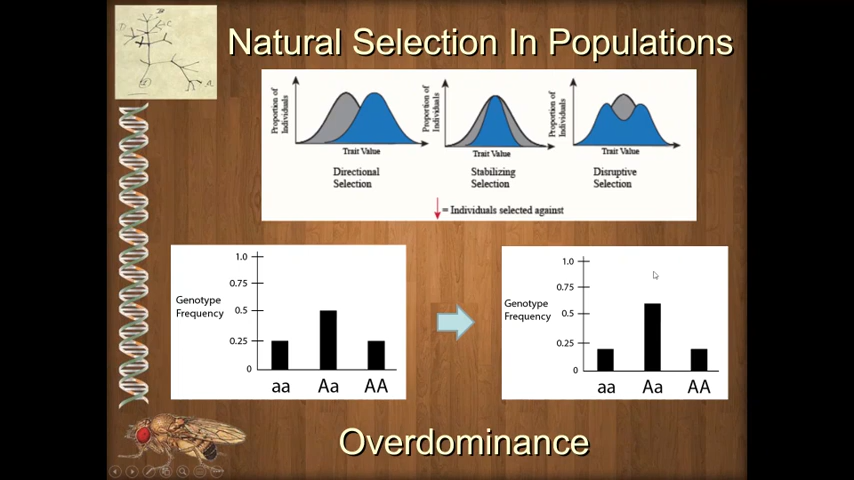 Natural Selection In Populations
Proportion of
Individuals
Trait Value
Directional
Selection
Proportion of
Individuals
Trait Value
Stabilizing
Selection
Proportion of
Individuals
Trait Value
Disruptive
Selection
= Individuals selected against
Genotype
Frequency
1.0
0.75
0.5
0.25
0
aa Aa AA
Genotype
Frequency
1.0
0.75
0.5
0.25
0
aa Aa AA
Overdominance